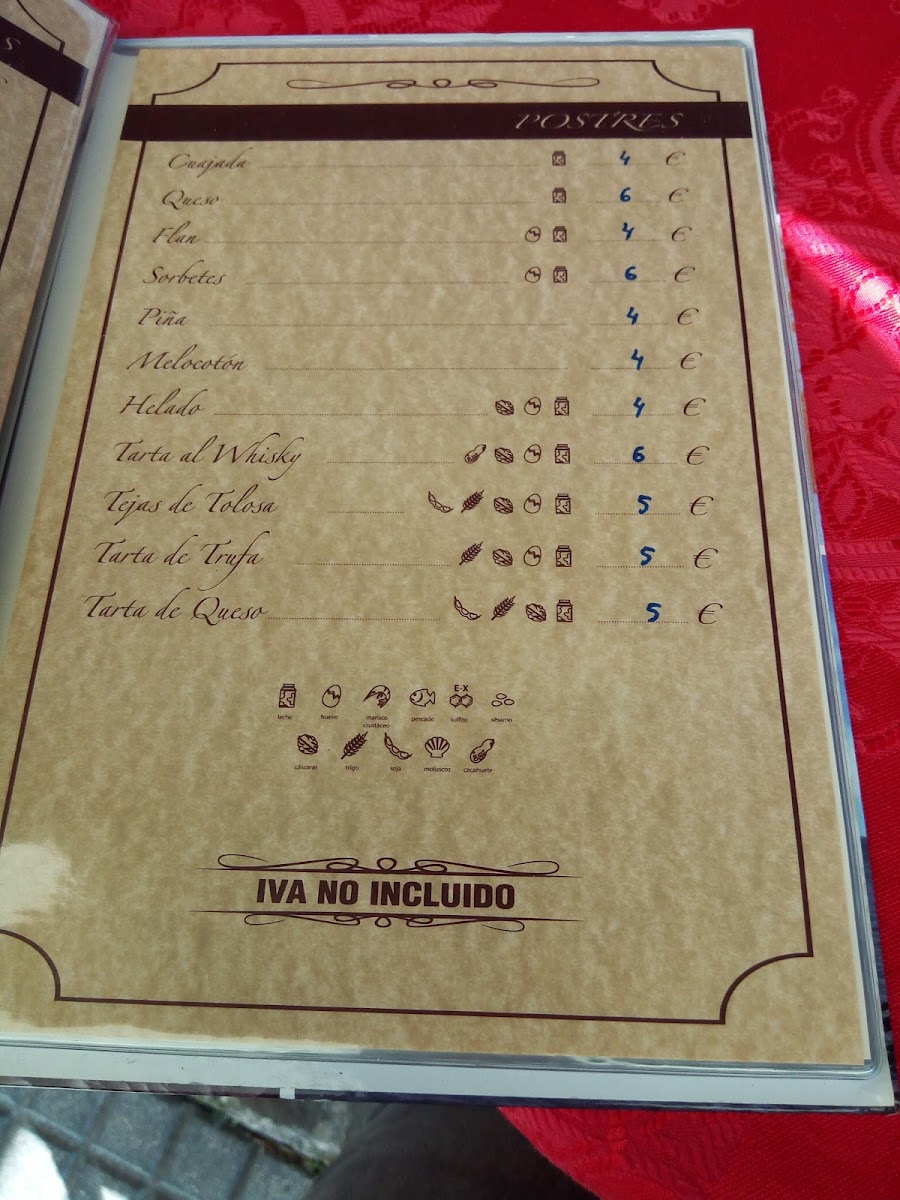 POSTRES
Cuajada 4 €
Queso 6 €
Flan 4 €
Sorbetes 6 €
Piña 4 €
Melocotón 4 €
Helado 4 €
Tarta al Whisky 6 €
Tejas de Tolosa 5 €
Tarta de Trufa 5 €
Tarta de Queso 5 €
E-X
leche huevo marisco crustáceo pescado sulfito sésamo
cáscaras trigo soja moluscos cacahuete
IVA NO INCLUIDO